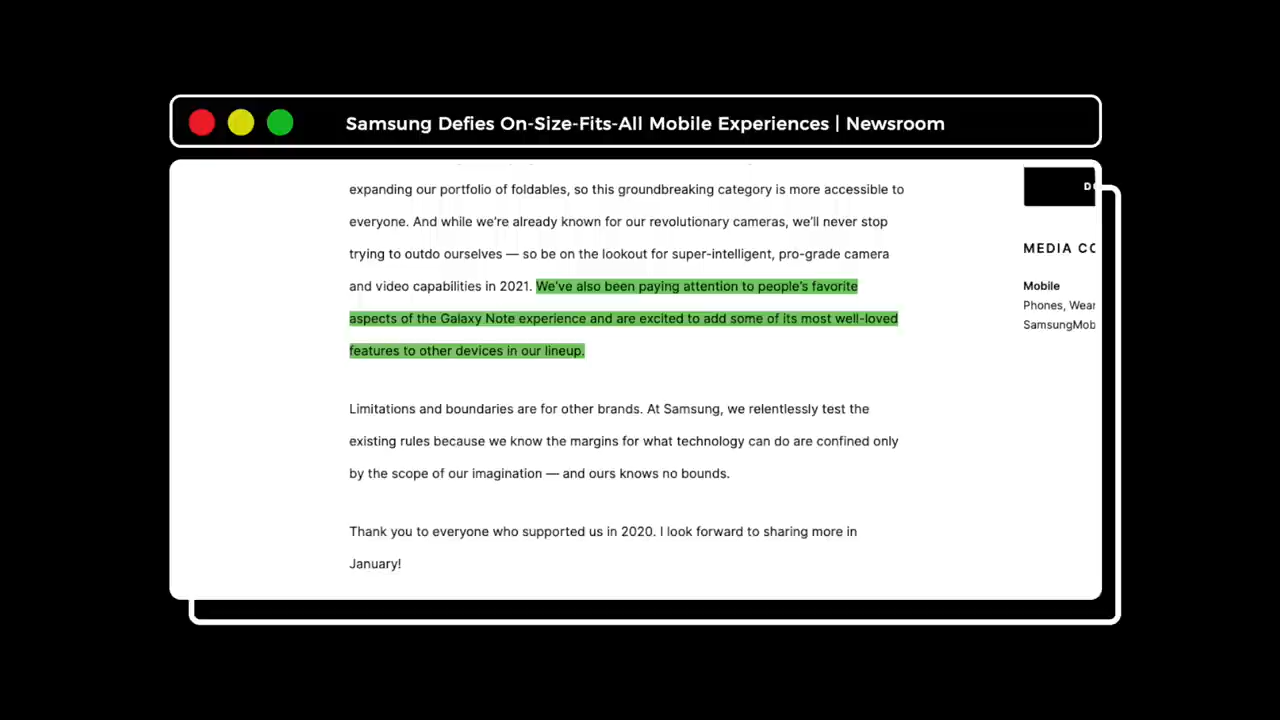 Samsung Defies On-Size-Fits-All Mobile Experiences | Newsroom
expanding our portfolio of foldables, so this groundbreaking category is more accessible to
everyone. And while we’re already known for our revolutionary cameras, we’ll never stop
trying to outdo ourselves — so be on the lookout for super-intelligent, pro-grade camera
and video capabilities in 2021. We’ve also been paying attention to people’s favorite
aspects of the Galaxy Note experience and are excited to add some of its most well-loved
features to other devices in our lineup.
Limitations and boundaries are for other brands. At Samsung, we relentlessly test the
existing rules because we know the margins for what technology can do are confined only
by the scope of our imagination — and ours knows no bounds.
Thank you to everyone who supported us in 2020. I look forward to sharing more in
January!
MEDIA
Mobile
Phones,